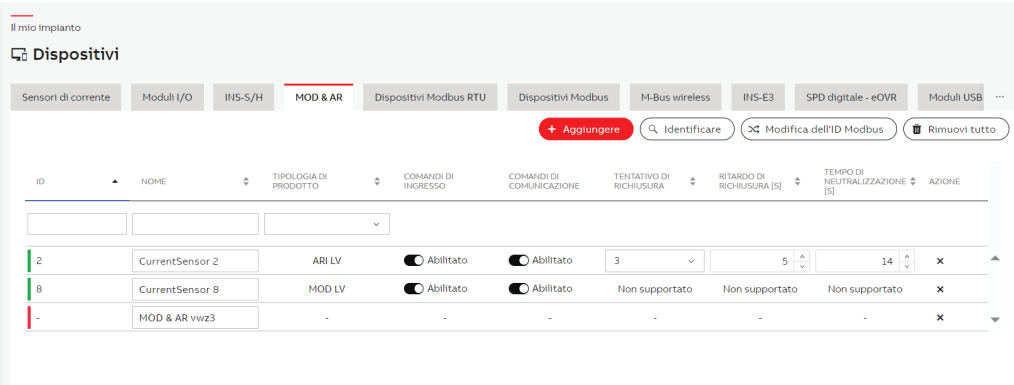 Il mio impianto
Dispositivi
Sensori di corrente Moduli I/O INS-S/H MOD & AR Dispositivi Modbus RTU Dispositivi Modbus M-Bus wireless INS-E3 SPD digitale - eOVR Moduli USB ...
+ Aggiungere Identificare Modifica dell'ID Modbus Rimuovi tutto
ID NOME TIPOLOGIA DI PRODOTTO COMANDI DI INGRESSO COMANDI DI COMUNICAZIONE TENTATIVO DI RICHIUSURA RITARDO DI RICHIUSURA [S] TEMPO DI NEUTRALIZZAZIONE [S] AZIONE
2 CurrentSensor 2 ARI LV Abilitato Abilitato 3 5 14 ×
8 CurrentSensor 8 MOD LV Abilitato Abilitato Non supportato Non supportato Non supportato ×
- MOD & AR vwz3 - - - - - - ×